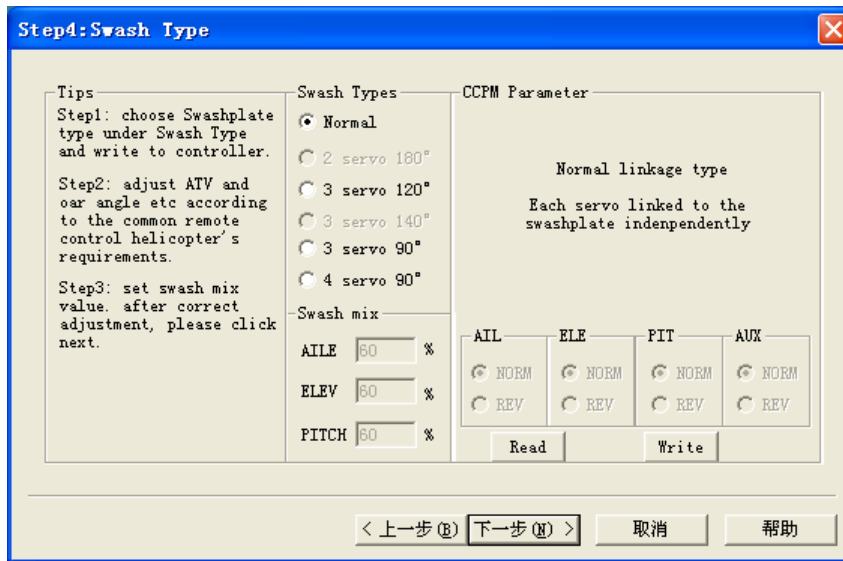 Step4:Swash Type
Tips
Step1: choose Swashplate
type under Swash Type
and write to controller.
Step2: adjust ATV and
oar angle etc according
to the common remote
control helicopter's
requirements.
Step3: set swash mix
value. after correct
adjustment, please click
next.
Swash Types
Normal
2 servo 180°
3 servo 120°
3 servo 140°
3 servo 90°
4 servo 90°
Swash mix
AILE 60 %
ELEV 60 %
PITCH 60 %
CCPM Parameter
Normal linkage type
Each servo linked to the
swashplate indenpendently
AIL ELE PIT AUX
NORM NORM NORM NORM
REV REV REV REV
Read Write
< 上一步(B) 下一步(N) > 取消 帮助